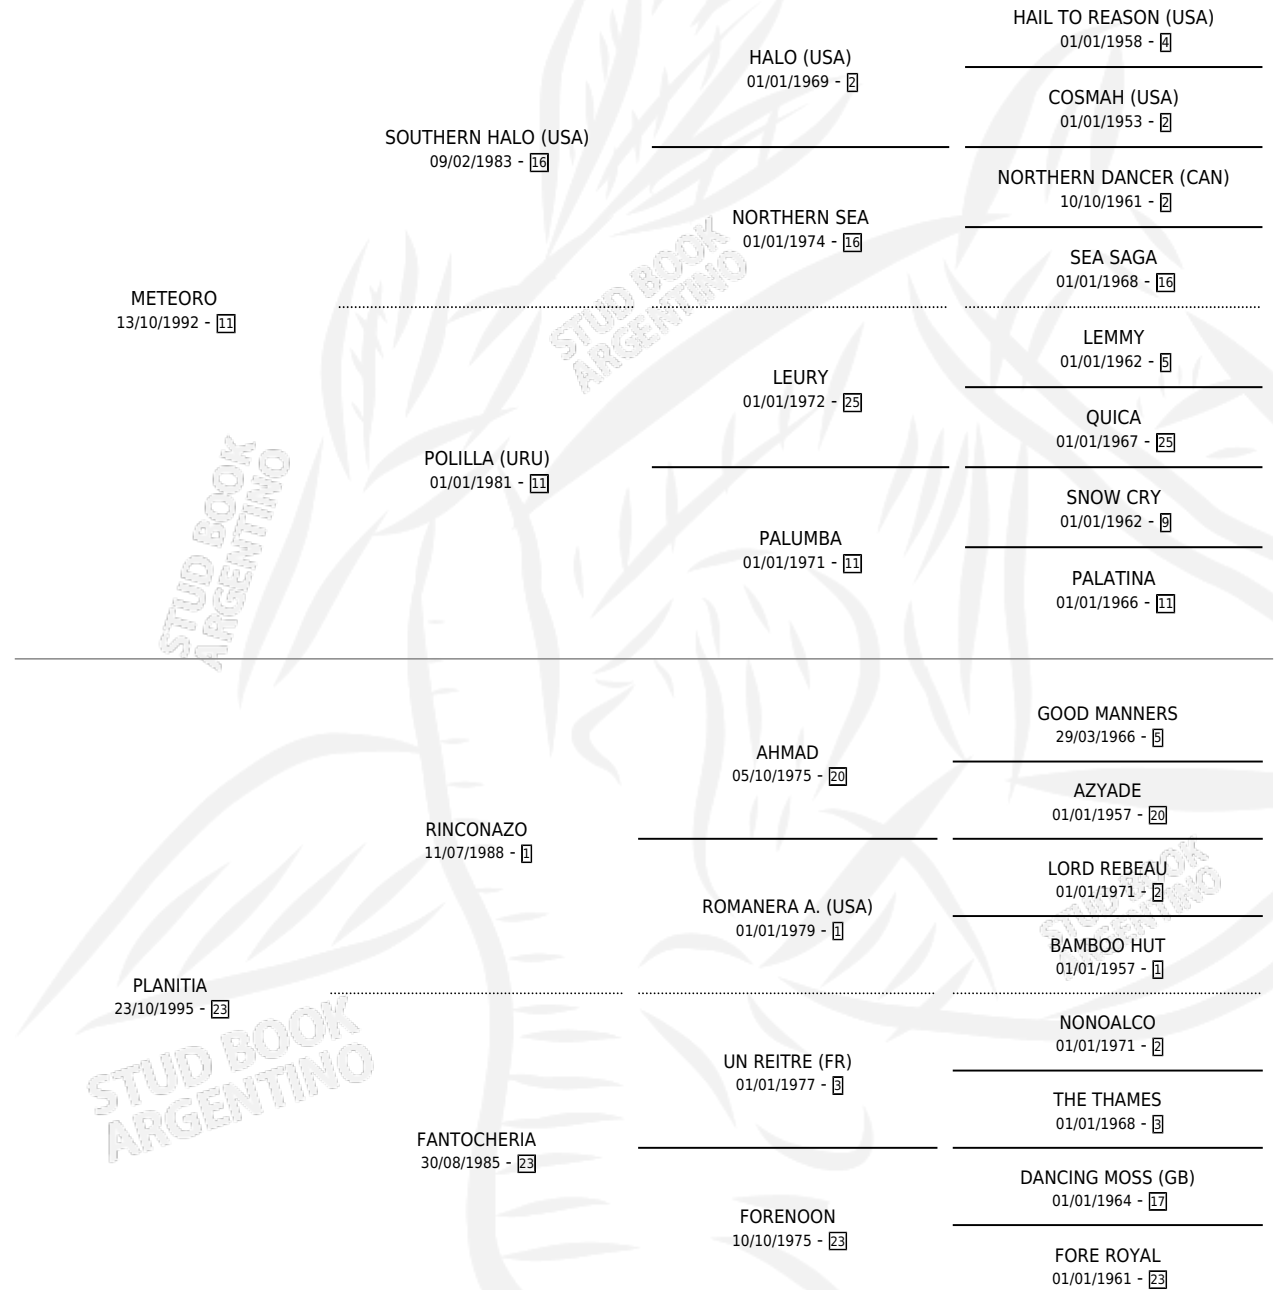 HAIL TO REASON (USA)
01/01/1958 - 4
HALO (USA)
01/01/1969 - 2
COSMAH (USA)
01/01/1953 - 2
SOUTHERN HALO (USA)
09/02/1983 - 16
NORTHERN DANCER (CAN)
10/10/1961 - 2
NORTHERN SEA
01/01/1974 - 16
SEA SAGA
01/01/1968 - 16
METEORO
13/10/1992 - 11
STUD BOOK
ARGENTINO
LEMMY
01/01/1962 - 5
LEURY
01/01/1972 - 25
QUICA
01/01/1967 - 25
POLILLA (URU)
01/01/1981 - 11
SNOW CRY
01/01/1962 - 9
PALUMBA
01/01/1971 - 11
PALATINA
01/01/1966 - 11
STUD BOOK
ARGENTINO
GOOD MANNERS
29/03/1966 - 5
AHMAD
05/10/1975 - 20
AZYADE
01/01/1957 - 20
RINCONAZO
11/07/1988 - 1
LORD REBEAU
01/01/1971 - 2
ROMANERA A. (USA)
01/01/1979 - 1
STUD BOOK
ARGENTINO
BAMBOO HUT
01/01/1957 - 1
PLANITIA
23/10/1995 - 23
NONOALCO
01/01/1971 - 2
UN REITRE (FR)
01/01/1977 - 3
THE THAMES
01/01/1968 - 3
STUD BOOK
ARGENTINO
FANTOCHERIA
30/08/1985 - 23
DANCING MOSS (GB)
01/01/1964 - 17
FORENOON
10/10/1975 - 23
FORE ROYAL
01/01/1961 - 23